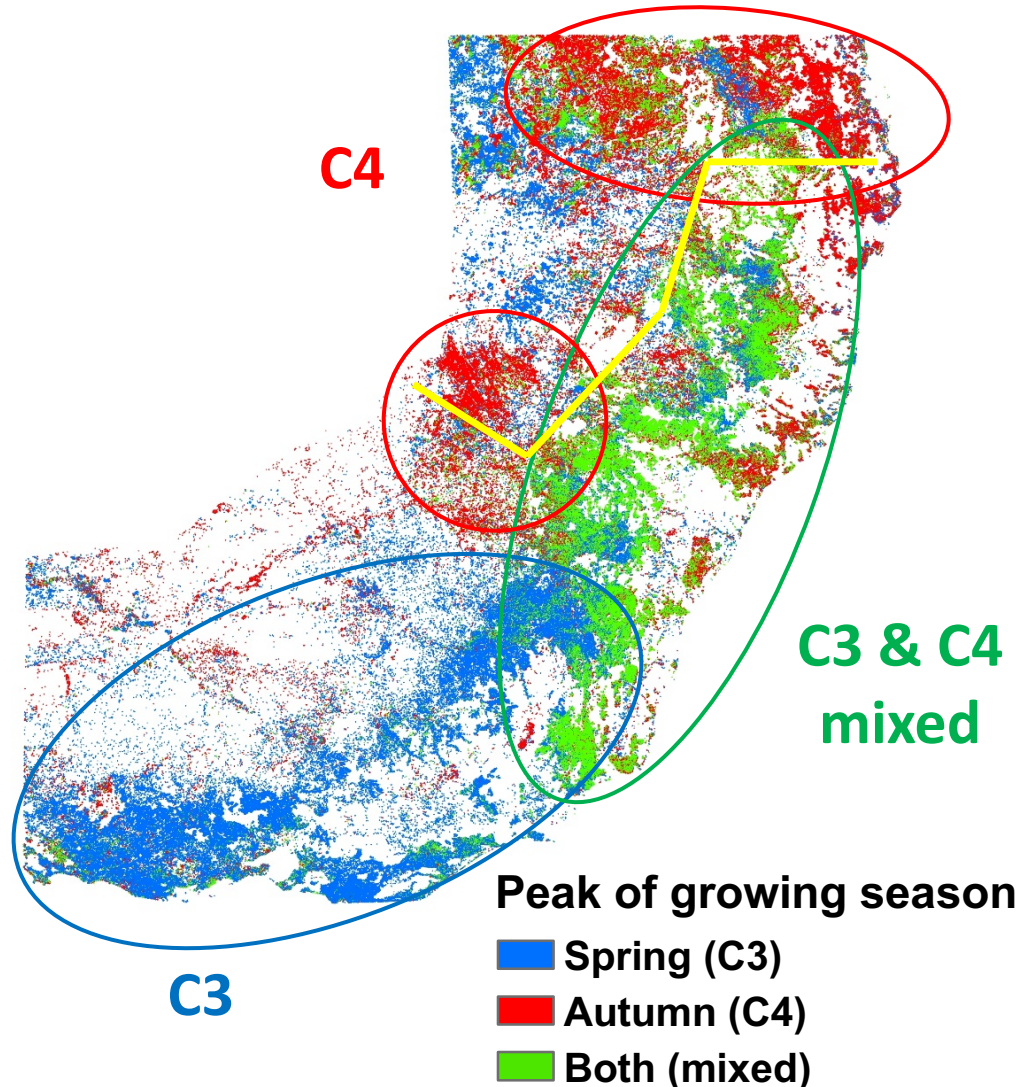 C4
C3 & C4
mixed
C3
Peak of growing season
Spring (C3)
Autumn (C4)
Both (mixed)